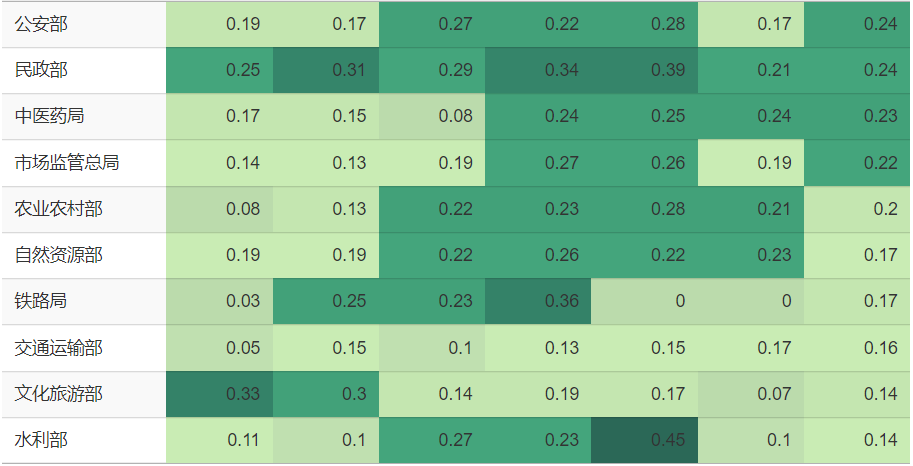 公安部 0.19 0.17 0.27 0.22 0.28 0.17 0.24
民政部 0.25 0.31 0.29 0.34 0.39 0.21 0.24
中医药局 0.17 0.15 0.08 0.24 0.25 0.24 0.23
市场监管总局 0.14 0.13 0.19 0.27 0.26 0.19 0.22
农业农村部 0.08 0.13 0.22 0.23 0.28 0.21 0.2
自然资源部 0.19 0.19 0.22 0.26 0.22 0.23 0.17
铁路局 0.03 0.25 0.23 0.36 0 0 0.17
交通运输部 0.05 0.15 0.1 0.13 0.15 0.17 0.16
文化旅游部 0.33 0.3 0.14 0.19 0.17 0.07 0.14
水利部 0.11 0.1 0.27 0.23 0.45 0.1 0.14